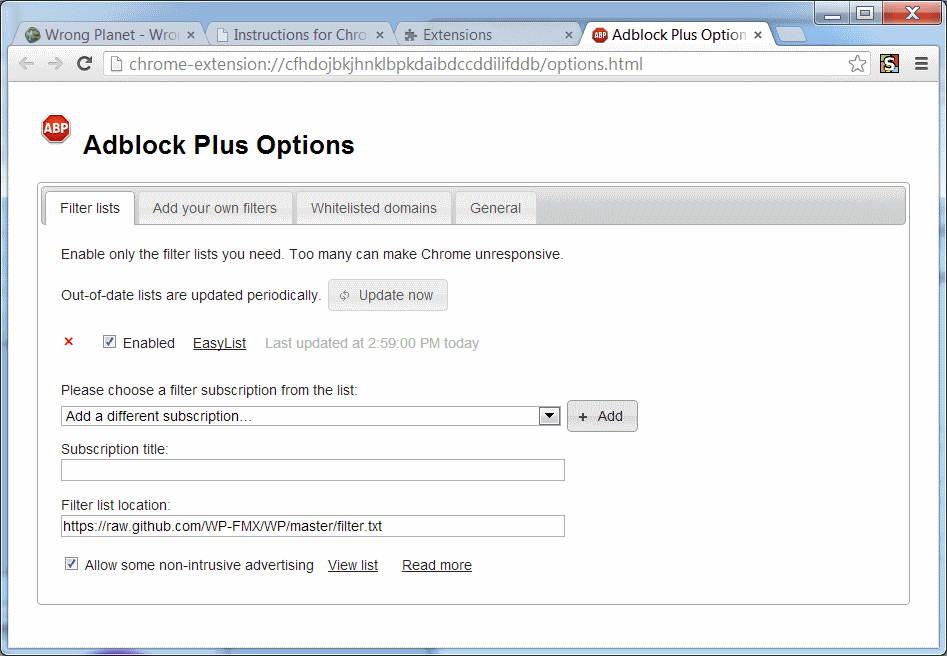 Wrong Planet - Wro
Instructions for Chro
Extensions
ABP Adblock Plus Option
chrome-extension://cfhdojbkjhnklbpkdaibdccddilifddb/options.html
S
ABP
Adblock Plus Options
Filter lists Add your own filters Whitelisted domains General
Enable only the filter lists you need. Too many can make Chrome unresponsive.
Out-of-date lists are updated periodically. Update now
Enabled EasyList Last updated at 2:59:00 PM today
Please choose a filter subscription from the list:
Add a different subscription... + Add
Subscription title:
Filter list location:
https://raw.github.com/WP-FMX/WP/master/filter.txt
Allow some non-intrusive advertising View list Read more